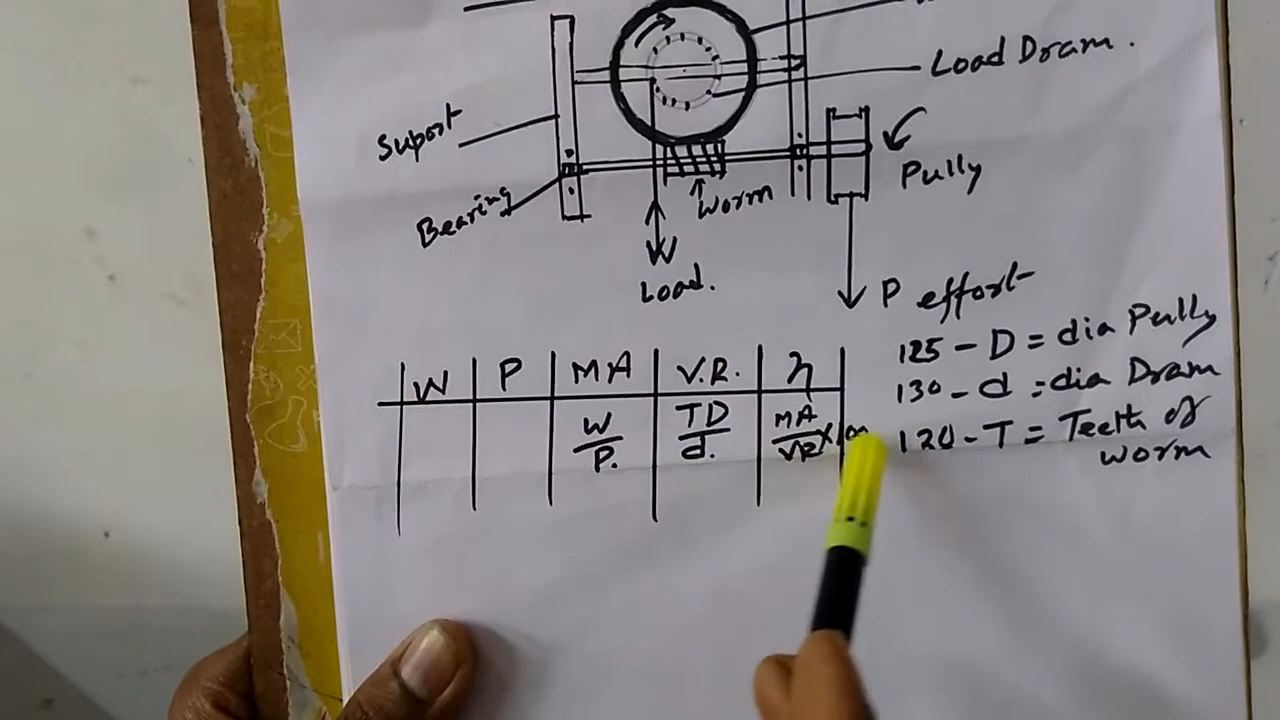 Load Dram.
Suport
Pully
Bearing
Worm
W
Load.
P effort
125 - D = dia Pully
130 - d = dia Dram
120 - T = Teeth of
worm
W P MA V.R. η
W/P. TD/d. MA/VR x